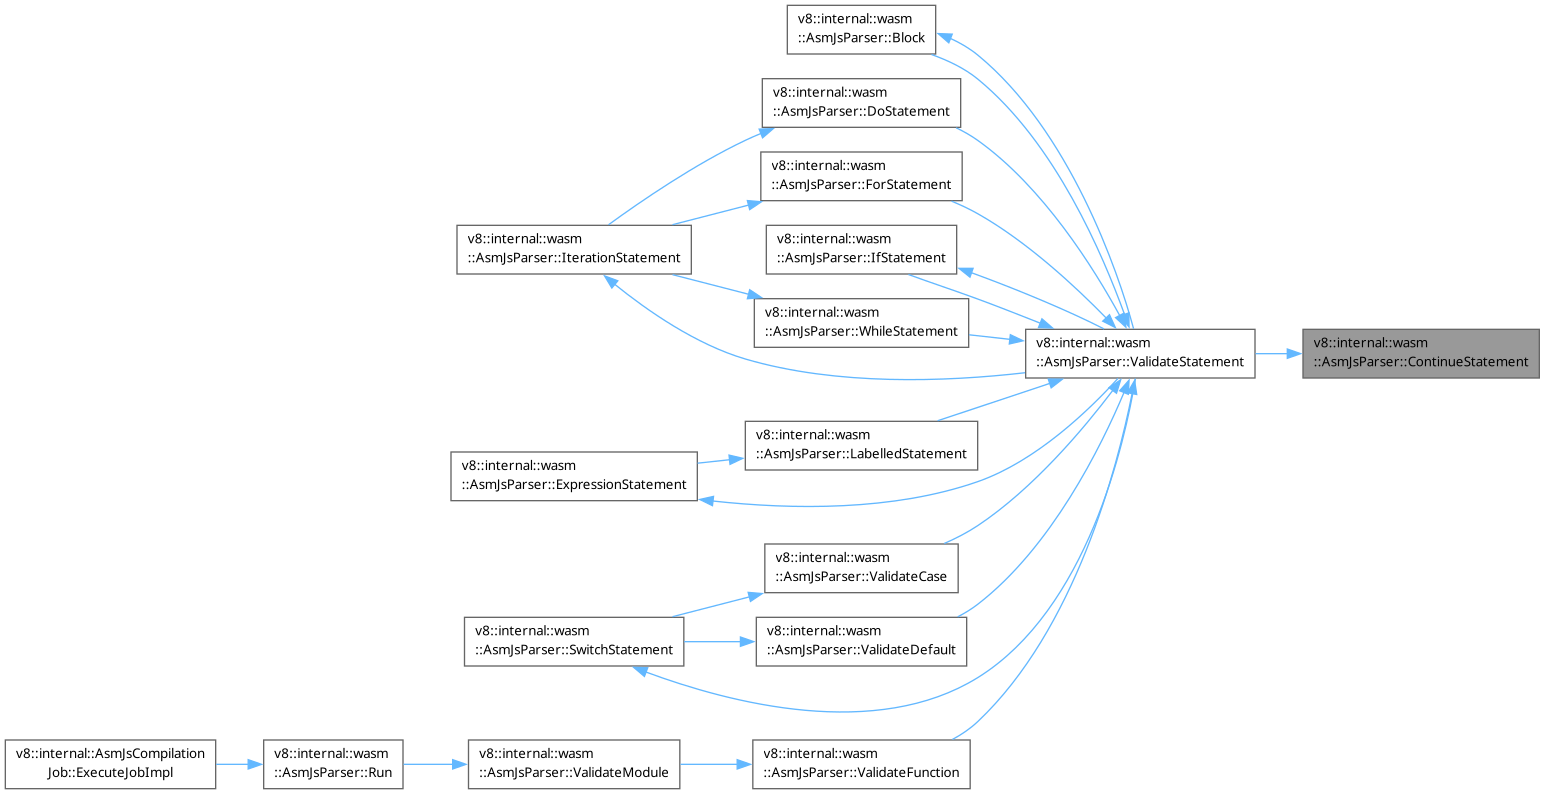 v8::internal::wasm
::AsmJsParser::Block
v8::internal::wasm
::AsmJsParser::DoStatement
v8::internal::wasm
::AsmJsParser::ForStatement
v8::internal::wasm
::AsmJsParser::IterationStatement
v8::internal::wasm
::AsmJsParser::IfStatement
v8::internal::wasm
::AsmJsParser::WhileStatement
v8::internal::wasm
::AsmJsParser::ValidateStatement
v8::internal::wasm
::AsmJsParser::ContinueStatement
v8::internal::wasm
::AsmJsParser::LabelledStatement
v8::internal::wasm
::AsmJsParser::ExpressionStatement
v8::internal::wasm
::AsmJsParser::ValidateCase
v8::internal::wasm
::AsmJsParser::SwitchStatement
v8::internal::wasm
::AsmJsParser::ValidateDefault
v8::internal::AsmJsCompilation
Job::ExecuteJobImpl
v8::internal::wasm
::AsmJsParser::Run
v8::internal::wasm
::AsmJsParser::ValidateModule
v8::internal::wasm
::AsmJsParser::ValidateFunction